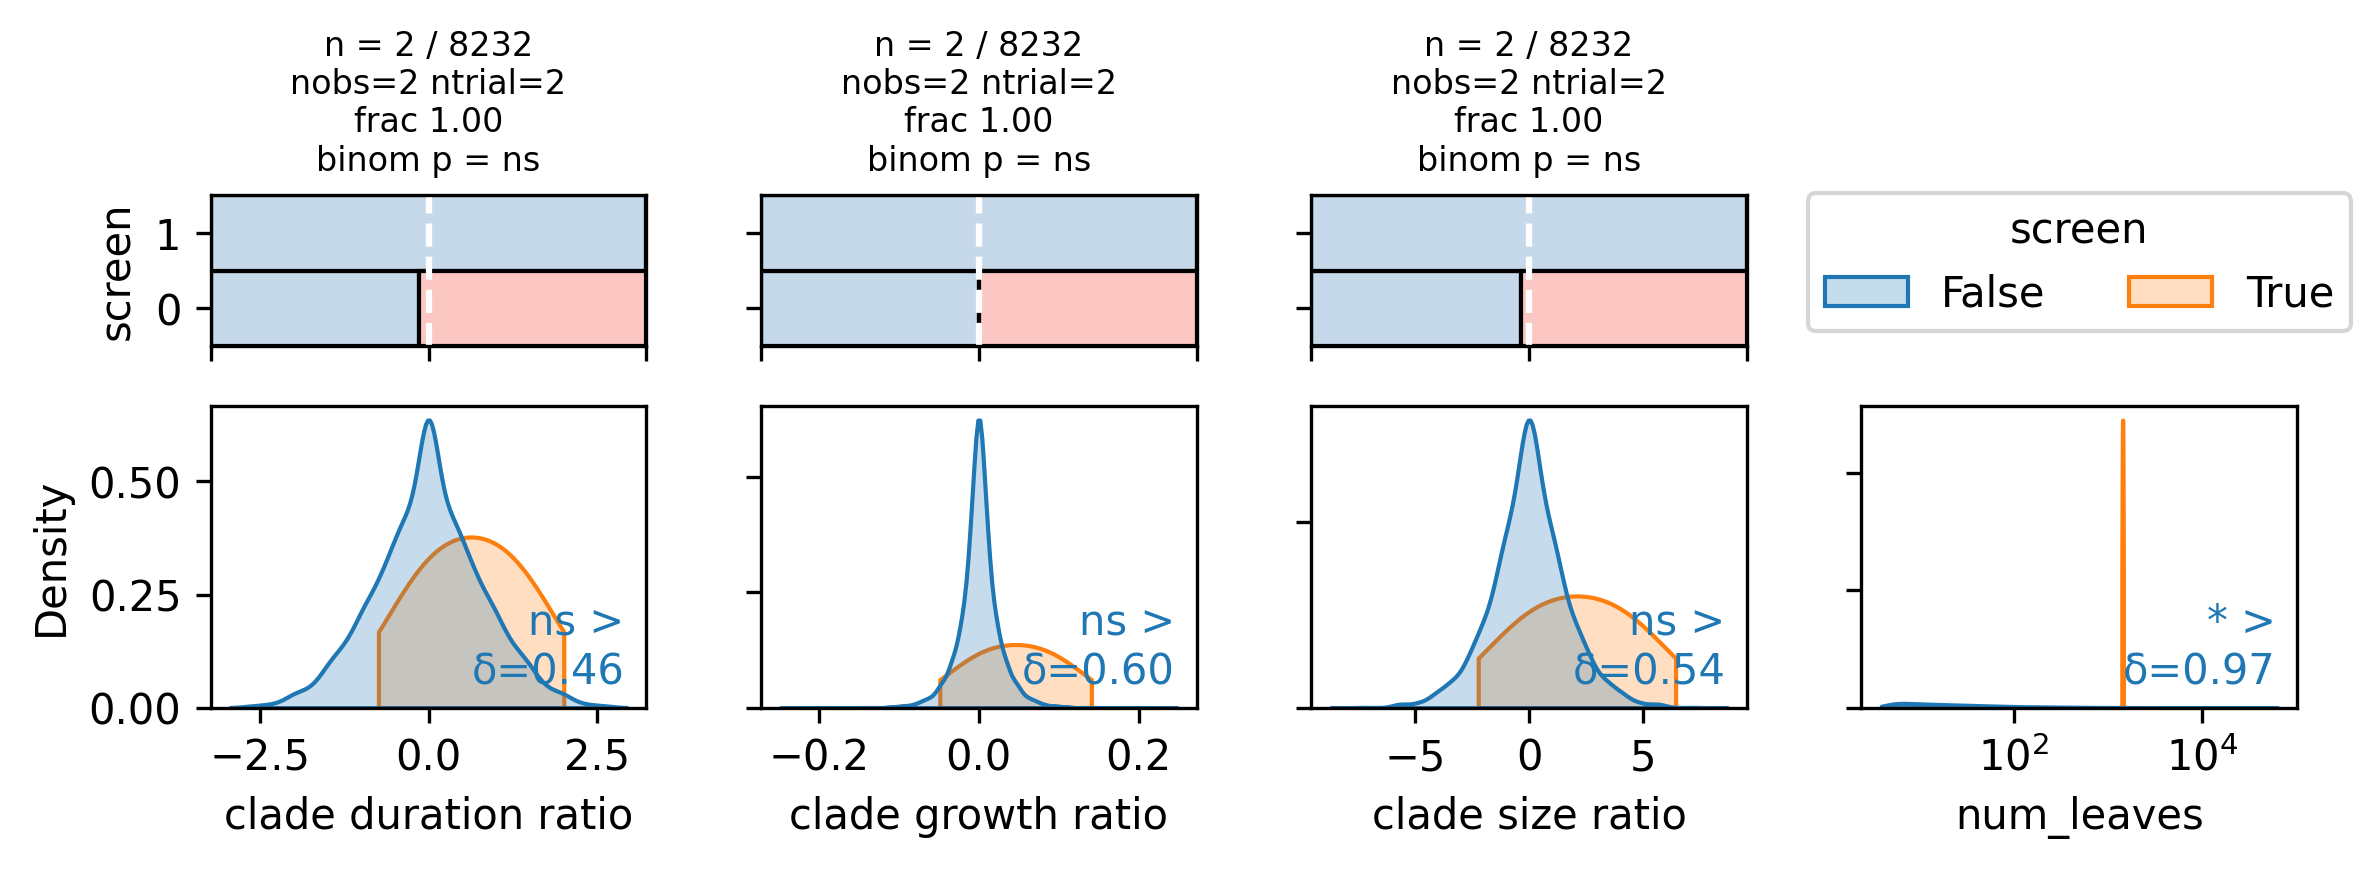 n = 2 / 8232
nobs=2 ntrial=2
frac 1.00
binom p = ns
n = 2 / 8232
nobs=2 ntrial=2
frac 1.00
binom p = ns
n = 2 / 8232
nobs=2 ntrial=2
frac 1.00
binom p = ns
screen
1
0
screen
False
True
Density
0.50
0.25
0.00
ns >
δ=0.46
−2.5
0.0
2.5
clade duration ratio
ns >
δ=0.60
−0.2
0.0
0.2
clade growth ratio
ns >
δ=0.54
−5
0
5
clade size ratio
* >
δ=0.97
10²
10⁴
num_leaves